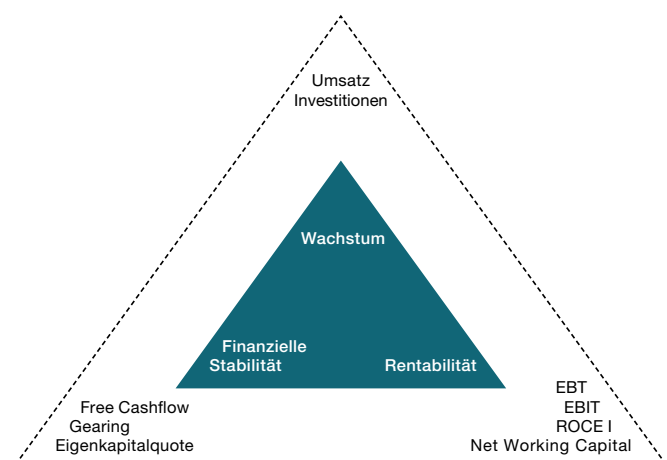 Umsatz
Investitionen
Wachstum
Finanzielle
Stabilität
Rentabilität
Free Cashflow
Gearing
Eigenkapitalquote
EBT
EBIT
ROCE I
Net Working Capital